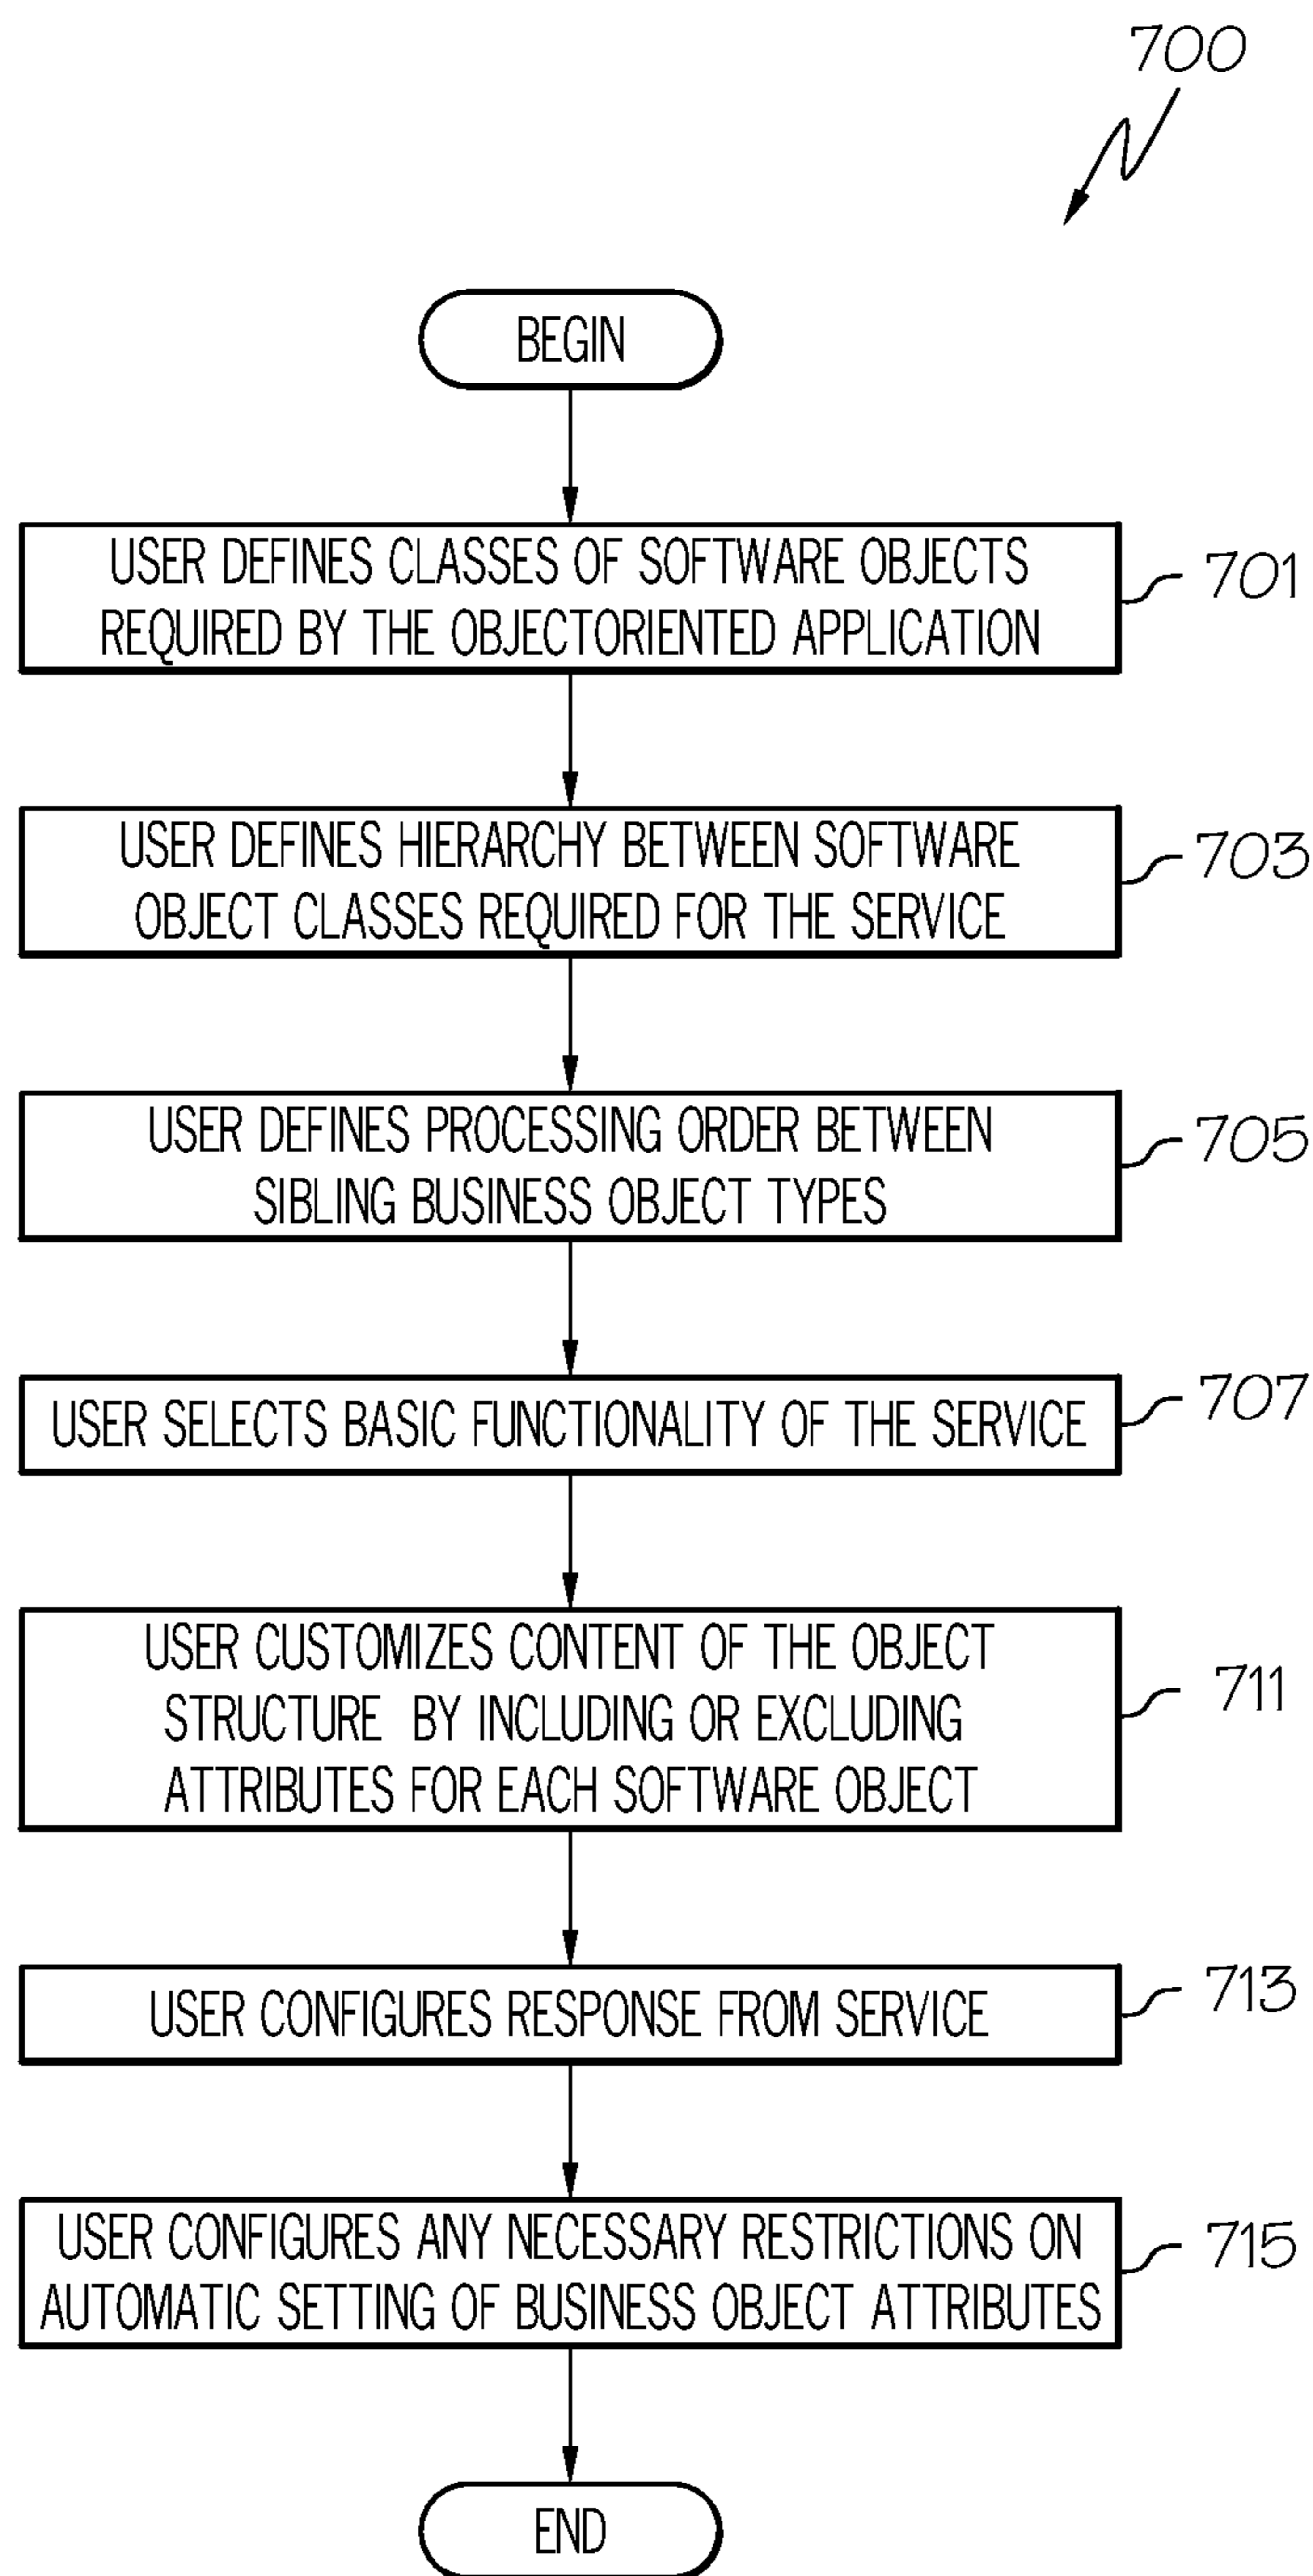 700
BEGIN
USER DEFINES CLASSES OF SOFTWARE OBJECTS
REQUIRED BY THE OBJECTORIENTED APPLICATION
701
USER DEFINES HIERARCHY BETWEEN SOFTWARE
OBJECT CLASSES REQUIRED FOR THE SERVICE
703
USER DEFINES PROCESSING ORDER BETWEEN
SIBLING BUSINESS OBJECT TYPES
705
USER SELECTS BASIC FUNCTIONALITY OF THE SERVICE
707
USER CUSTOMIZES CONTENT OF THE OBJECT
STRUCTURE BY INCLUDING OR EXCLUDING
ATTRIBUTES FOR EACH SOFTWARE OBJECT
711
USER CONFIGURES RESPONSE FROM SERVICE
713
USER CONFIGURES ANY NECESSARY RESTRICTIONS ON
AUTOMATIC SETTING OF BUSINESS OBJECT ATTRIBUTES
715
END